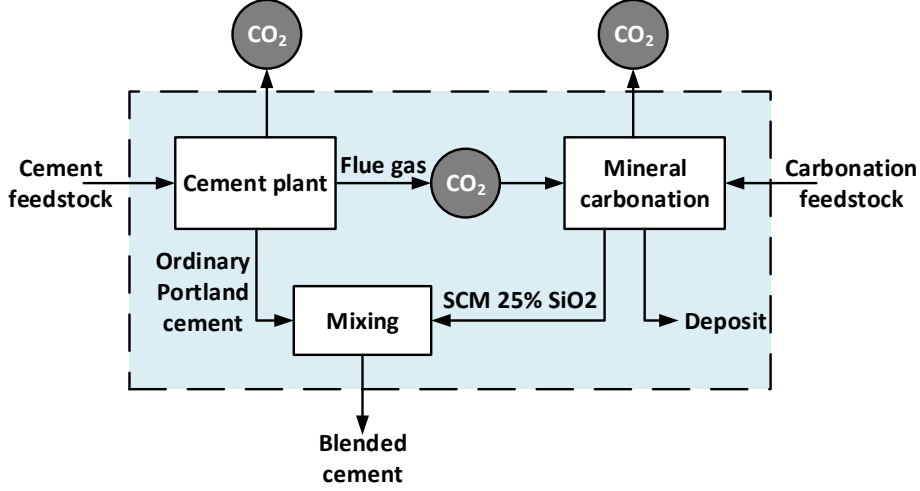 CO₂
CO₂
Cement
feedstock
Cement plant
Flue gas
CO₂
Mineral
carbonation
Carbonation
feedstock
Ordinary
Portland
cement
Mixing
SCM 25% SiO2
Deposit
Blended
cement